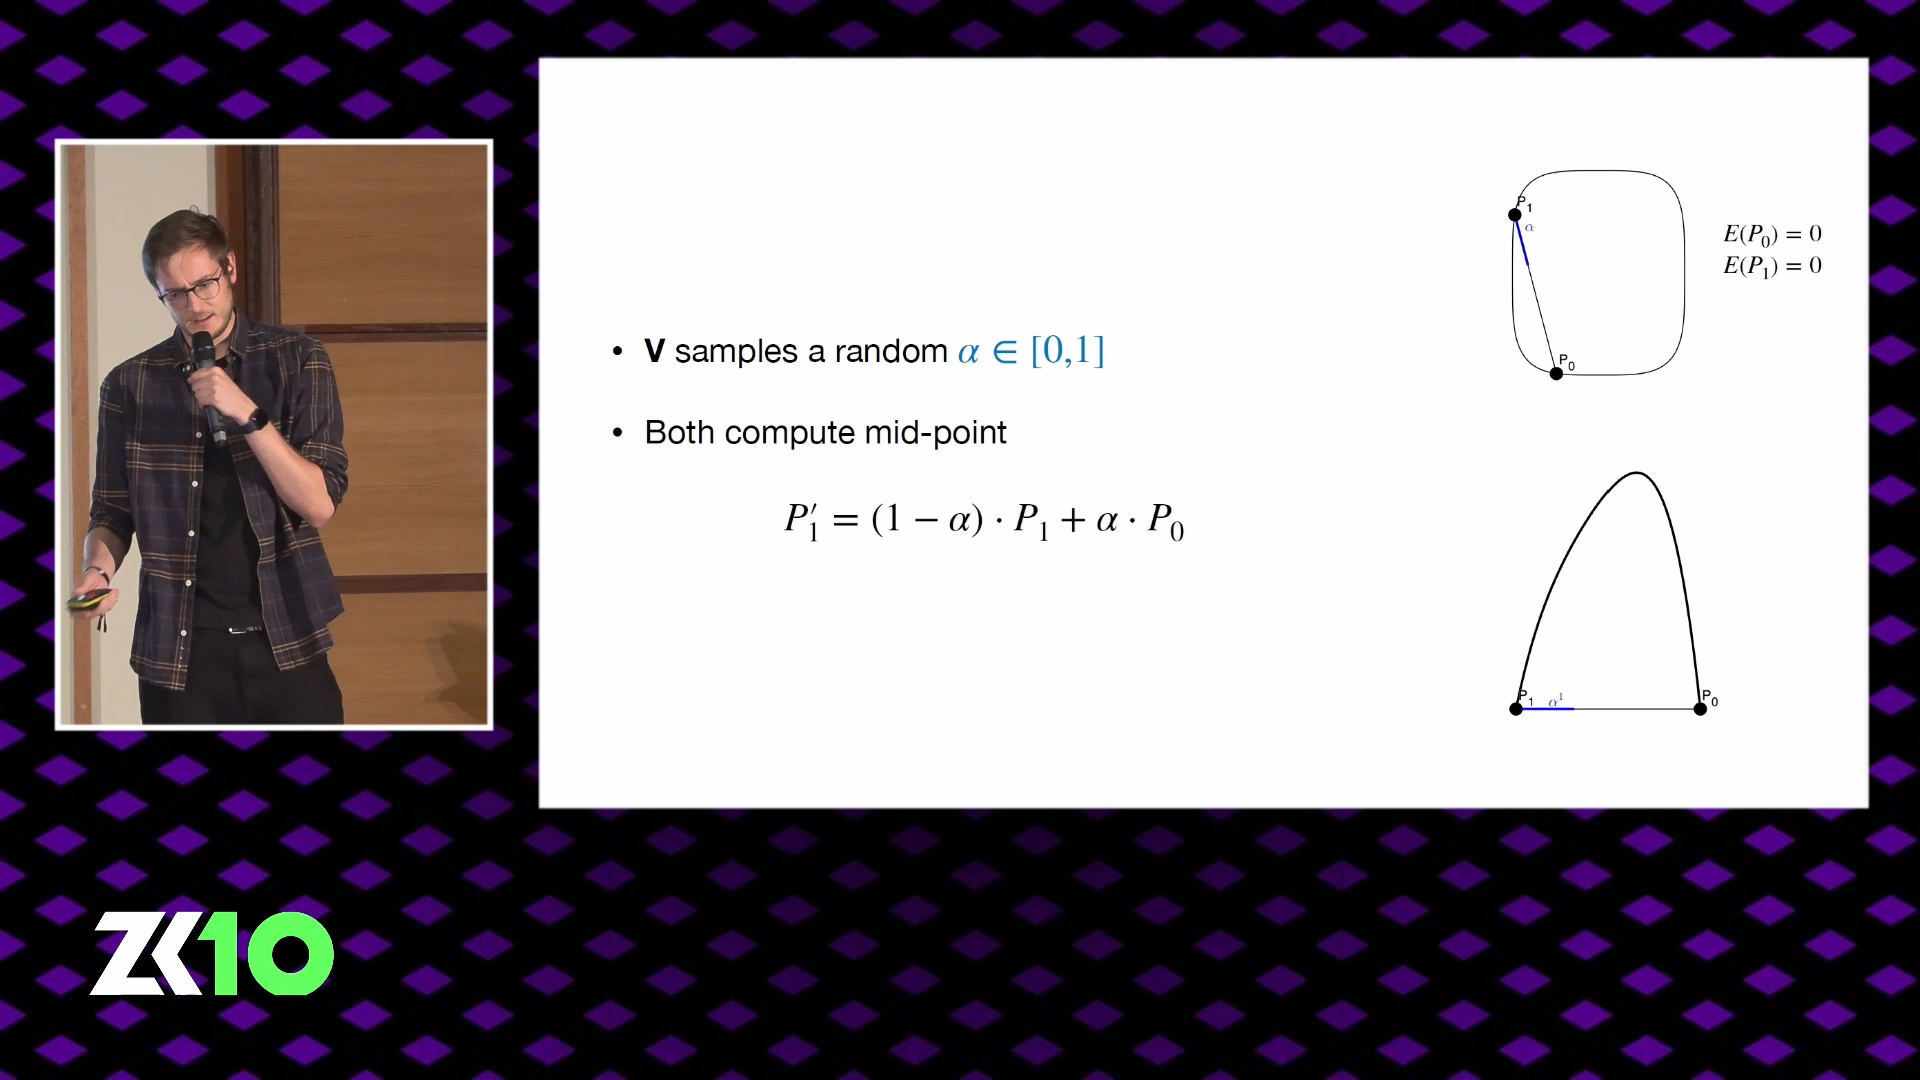 • V samples a random α ∈ [0,1]
• Both compute mid-point
P′₁ = (1 − α) · P₁ + α · P₀
P₁
α
P₀
E(P₀) = 0
E(P₁) = 0
P₁
α¹
P₀
ZK10